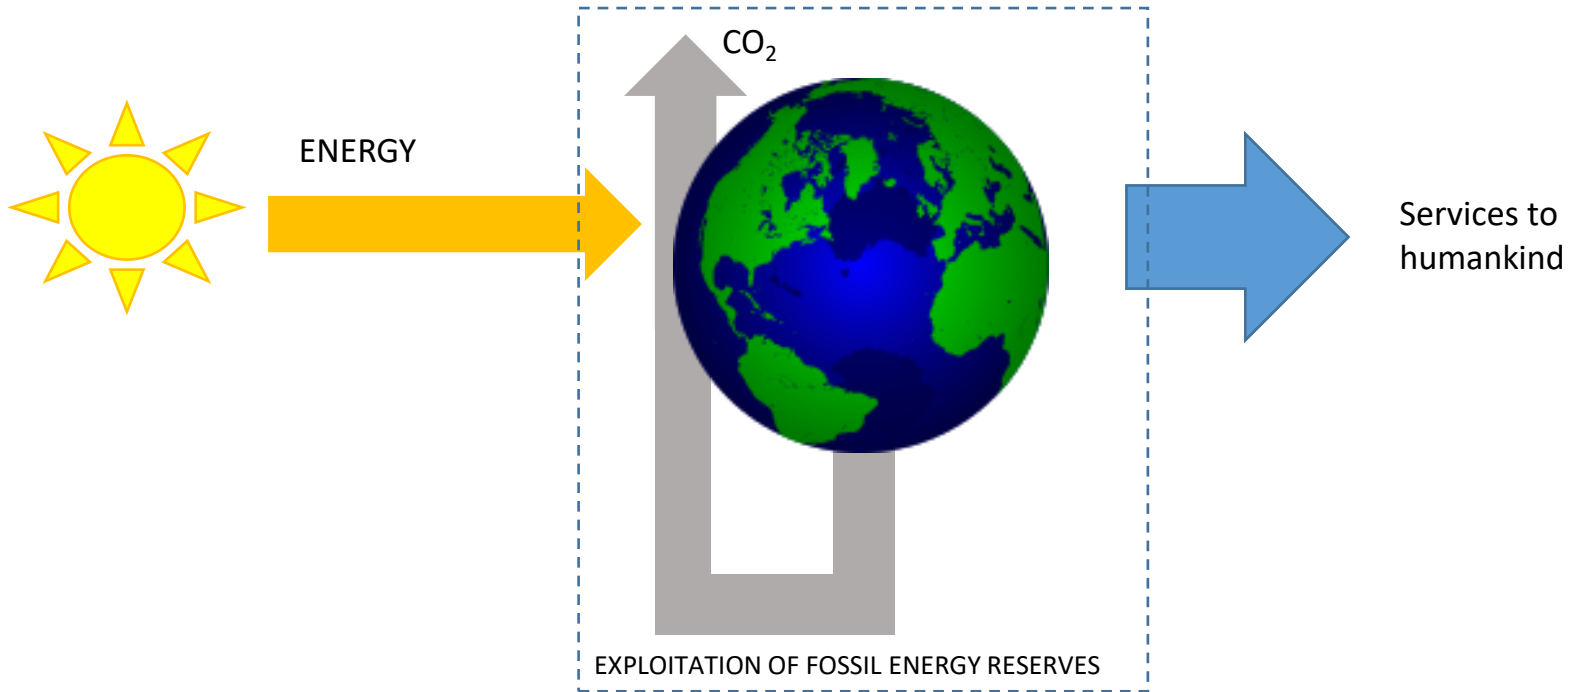 CO₂
ENERGY
Services to
humankind
EXPLOITATION OF FOSSIL ENERGY RESERVES